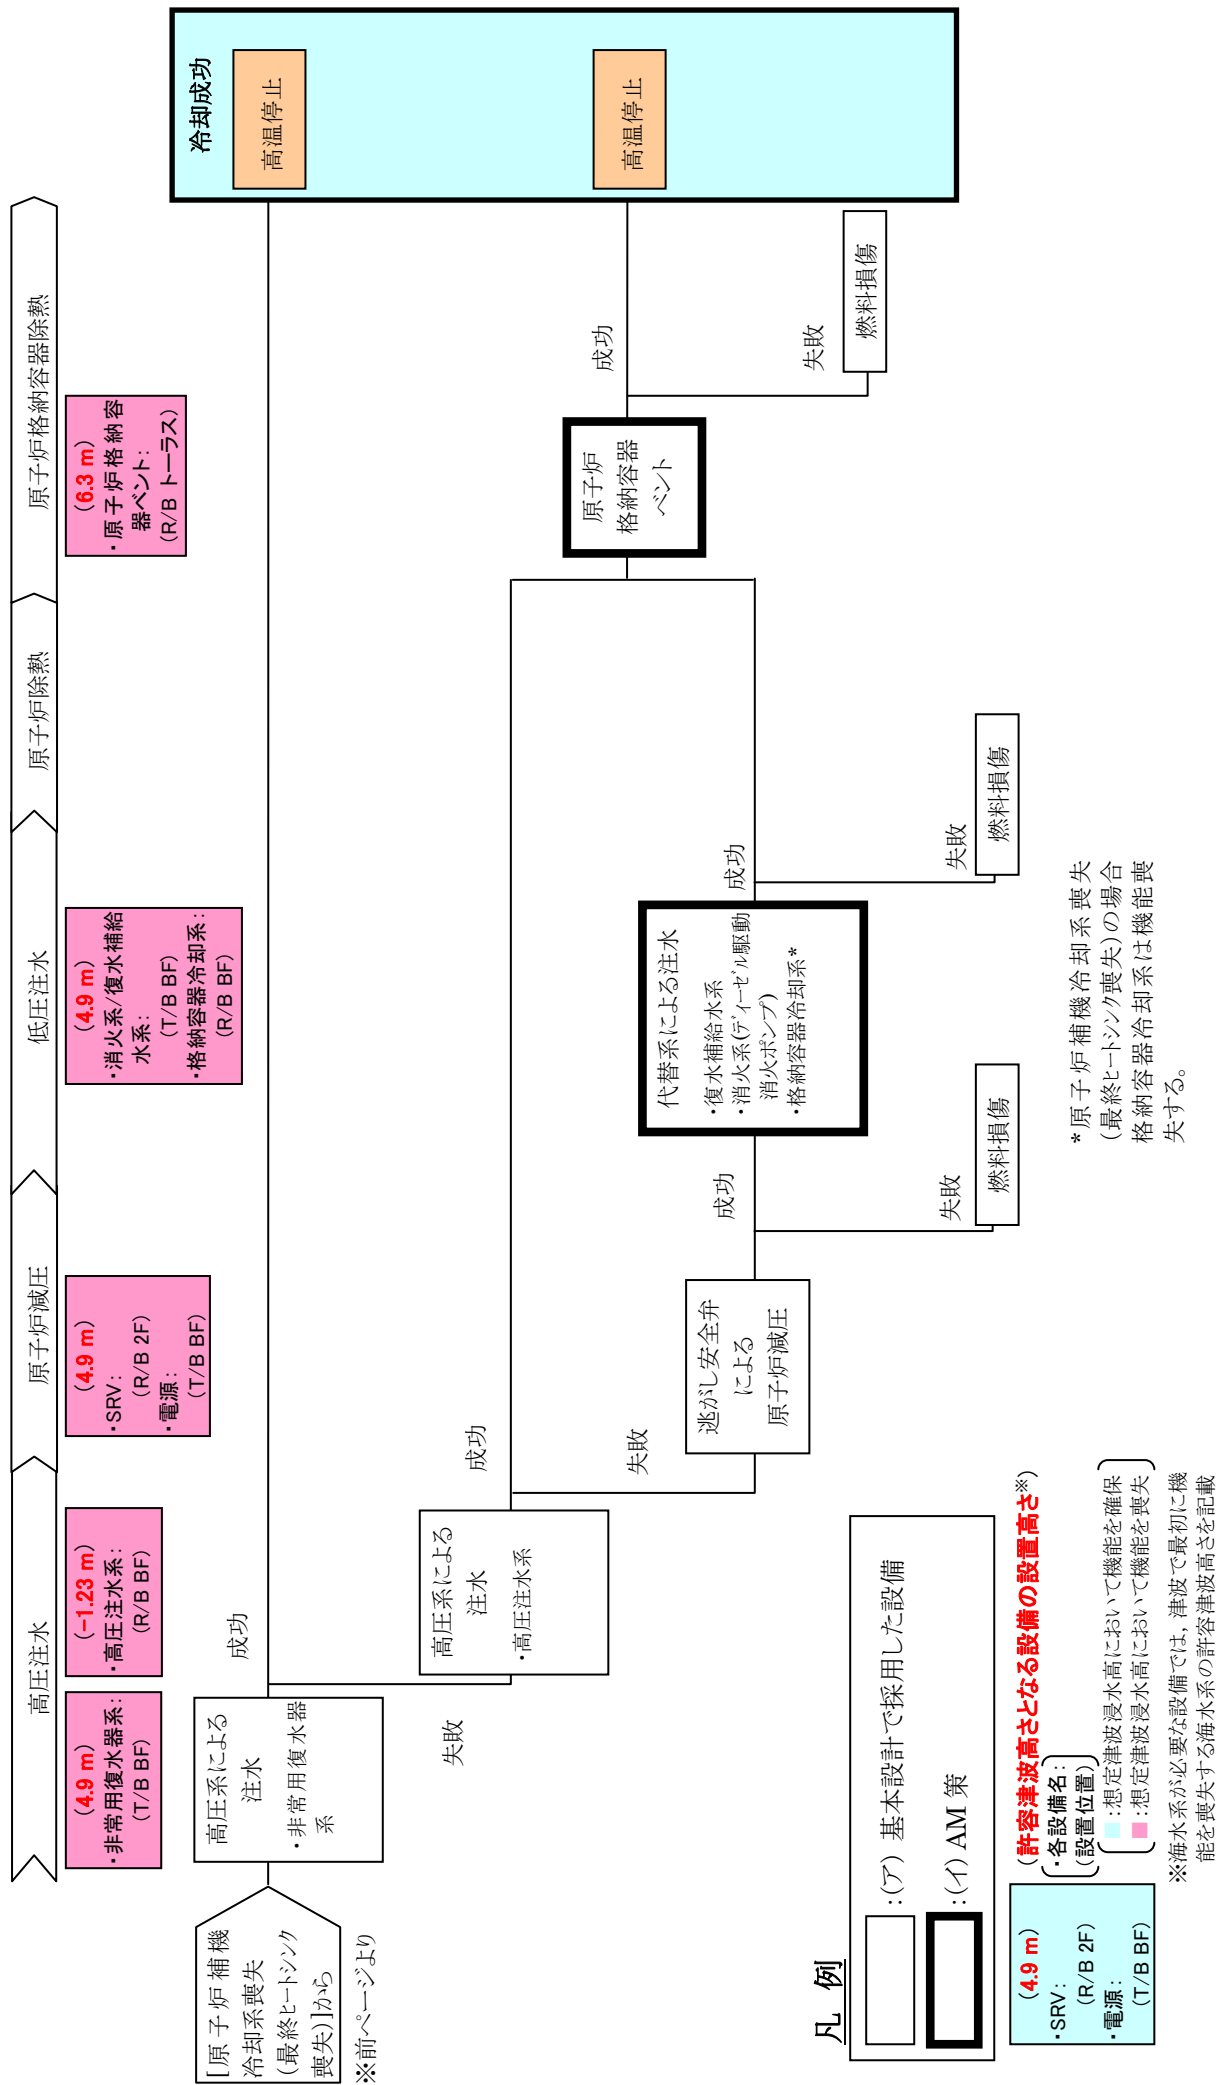 高圧注水
原子炉減圧
低圧注水
原子炉除熱
原子炉格納容器除熱
(4.9 m)
・非常用復水器系:
(T/B BF)
(-1.23 m)
・高圧注水系:
(R/B BF)
(4.9 m)
・SRV:
(R/B 2F)
・電源:
(T/B BF)
(4.9 m)
・消火系/復水補給
水系:
(T/B BF)
・格納容器冷却系:
(R/B BF)
(6.3 m)
・原子炉格納容
器ベント:
(R/B トーラス)
[原子炉補機
冷却系喪失
(最終ヒートシンク
喪失)]から
※前ページより
高圧系による
注水
・非常用復水器
系
成功
失敗
高圧系による
注水
・高圧注水系
成功
失敗
逃がし安全弁
による
原子炉減圧
成功
失敗
燃料損傷
代替系による注水
・復水補給水系
・消火系(ディーゼル駆動
消火ポンプ)
・格納容器冷却系*
成功
失敗
燃料損傷
原子炉
格納容器
ベント
成功
失敗
燃料損傷
冷却成功
高温停止
高温停止
*原子炉補機冷却系喪失
(最終ヒートシンク喪失)の場合
格納容器冷却系は機能喪
失する。
凡 例
:(ア) 基本設計で採用した設備
:(イ) AM 策
(4.9 m)
・SRV:
(R/B 2F)
・電源:
(T/B BF)
(許容津波高さとなる設備の設置高さ※)
・各設備名:
(設置位置)
:想定津波浸水高において機能を確保
:想定津波浸水高において機能を喪失
※海水系が必要な設備では, 津波で最初に機
能を喪失する海水系の許容津波高さを記載